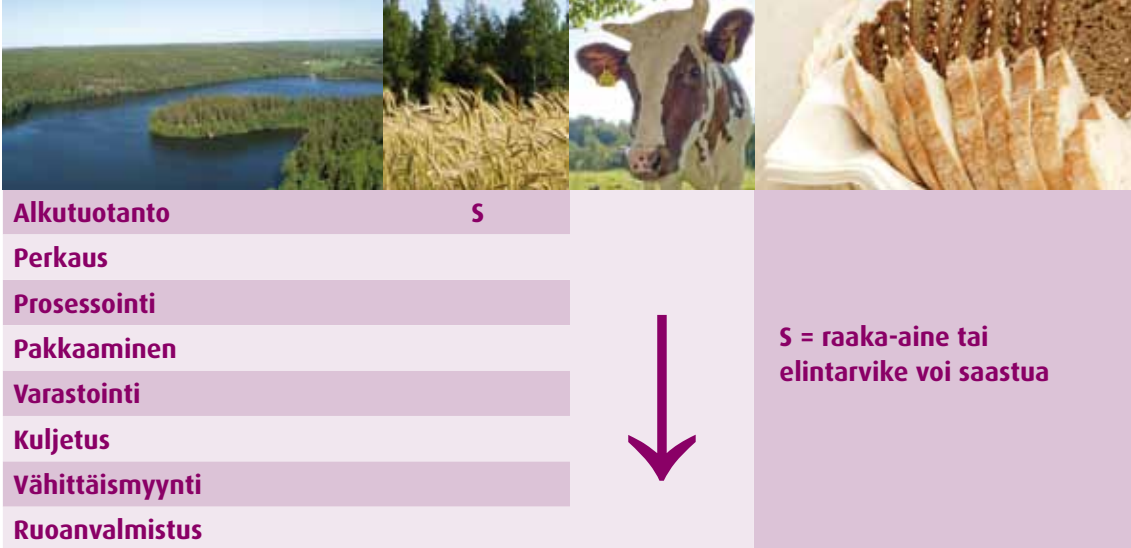 Alkutuotanto S
Perkaus
Prosessointi
Pakkaaminen
Varastointi
Kuljetus
Vähittäismyynti
Ruoanvalmistus
S = raaka-aine tai
elintarvike voi saastua